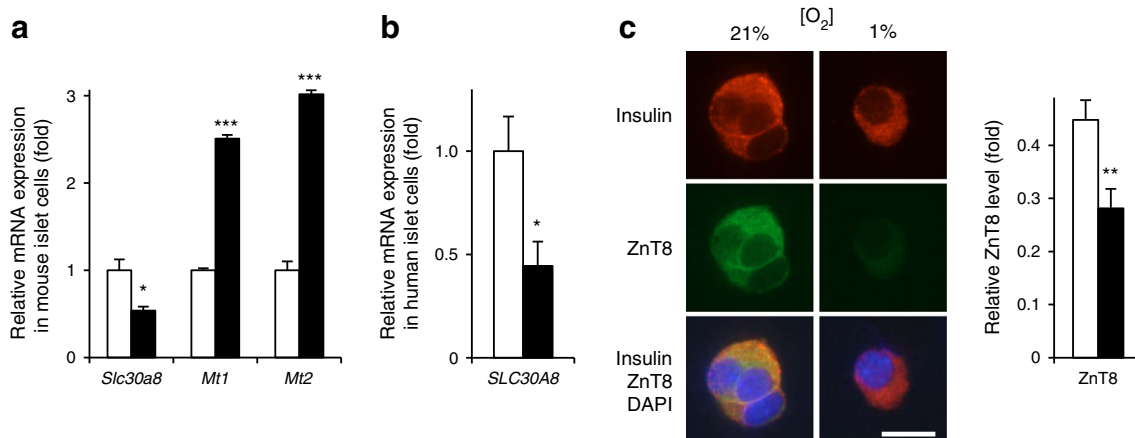 a
Relative mRNA expression
in mouse islet cells (fold)
3
2
1
0
*
***
***
Slc30a8
Mt1
Mt2
b
Relative mRNA expression
in human islet cells (fold)
1.0
0.5
0
*
SLC30A8
c
[O2]
21%
1%
Insulin
ZnT8
Insulin
ZnT8
DAPI
Relative ZnT8 level (fold)
0.4
0.3
0.2
0.1
0
**
ZnT8